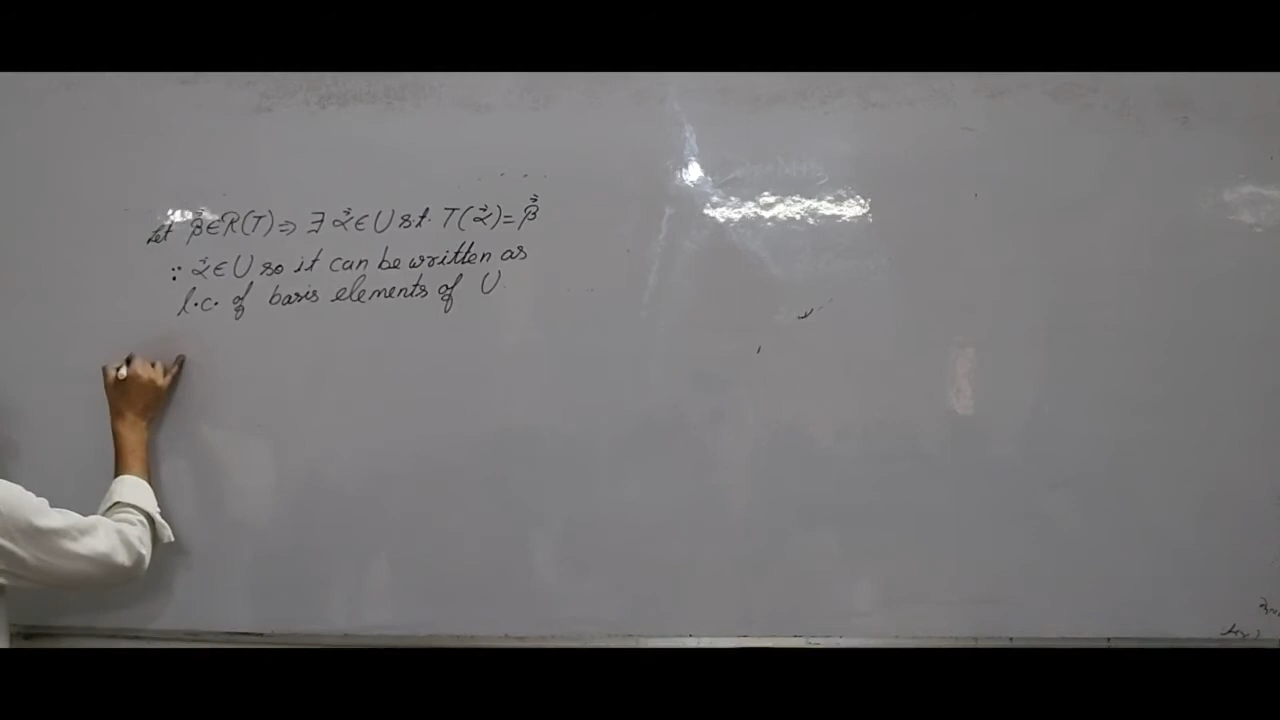 Let β⃗ ∈ R(T) ⇒ ∃ α⃗ ∈ U s.t. T(α⃗) = β⃗
∵ α⃗ ∈ U so it can be written as
l.c. of basis elements of U.